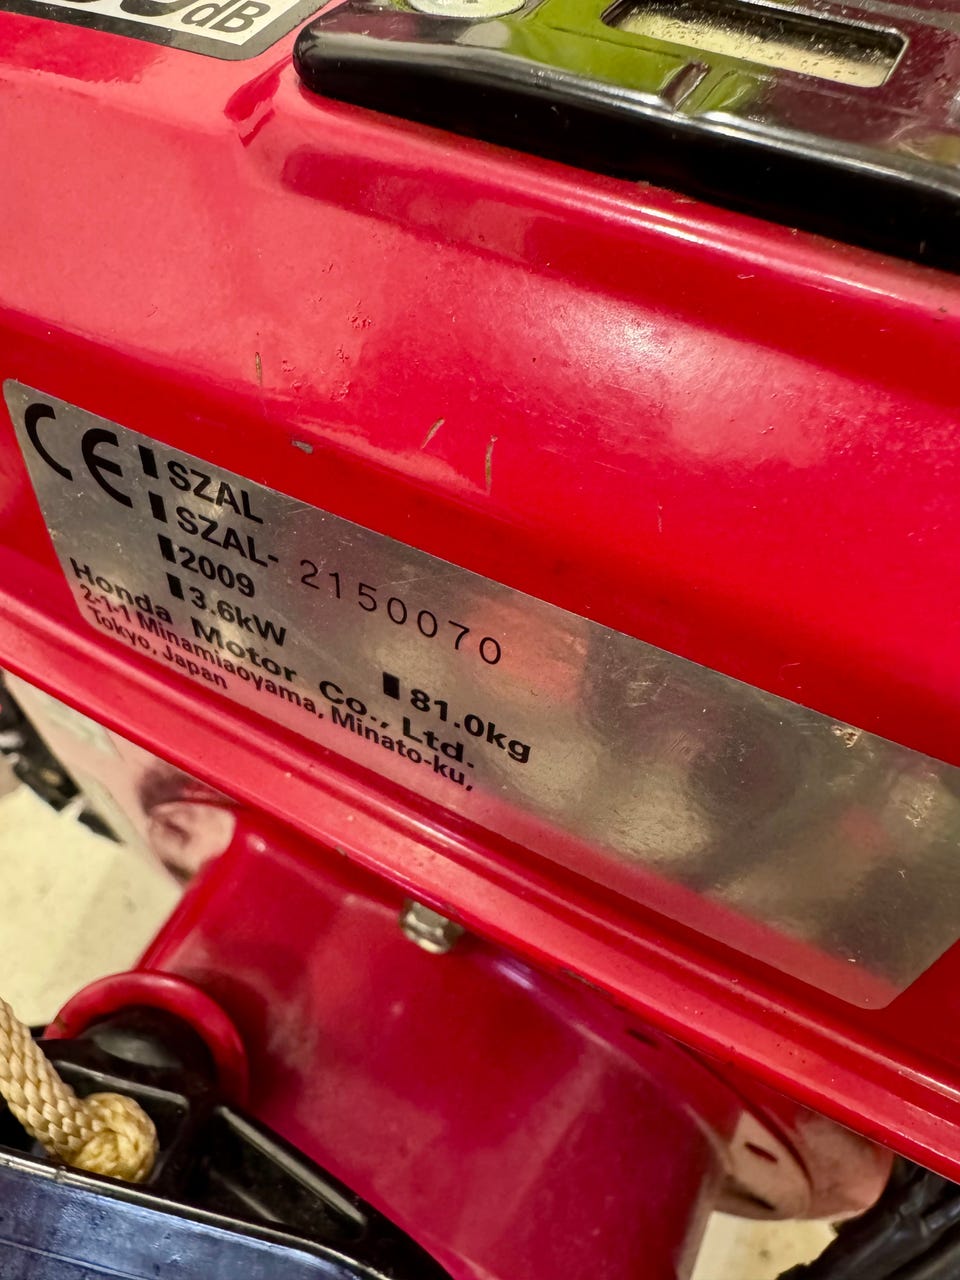 dB
CE SZAL
SZAL- 2150070
2009
3.6kW 81.0kg
Honda Motor Co., Ltd.
2-1-1 Minamiaoyama, Minato-ku,
Tokyo, Japan